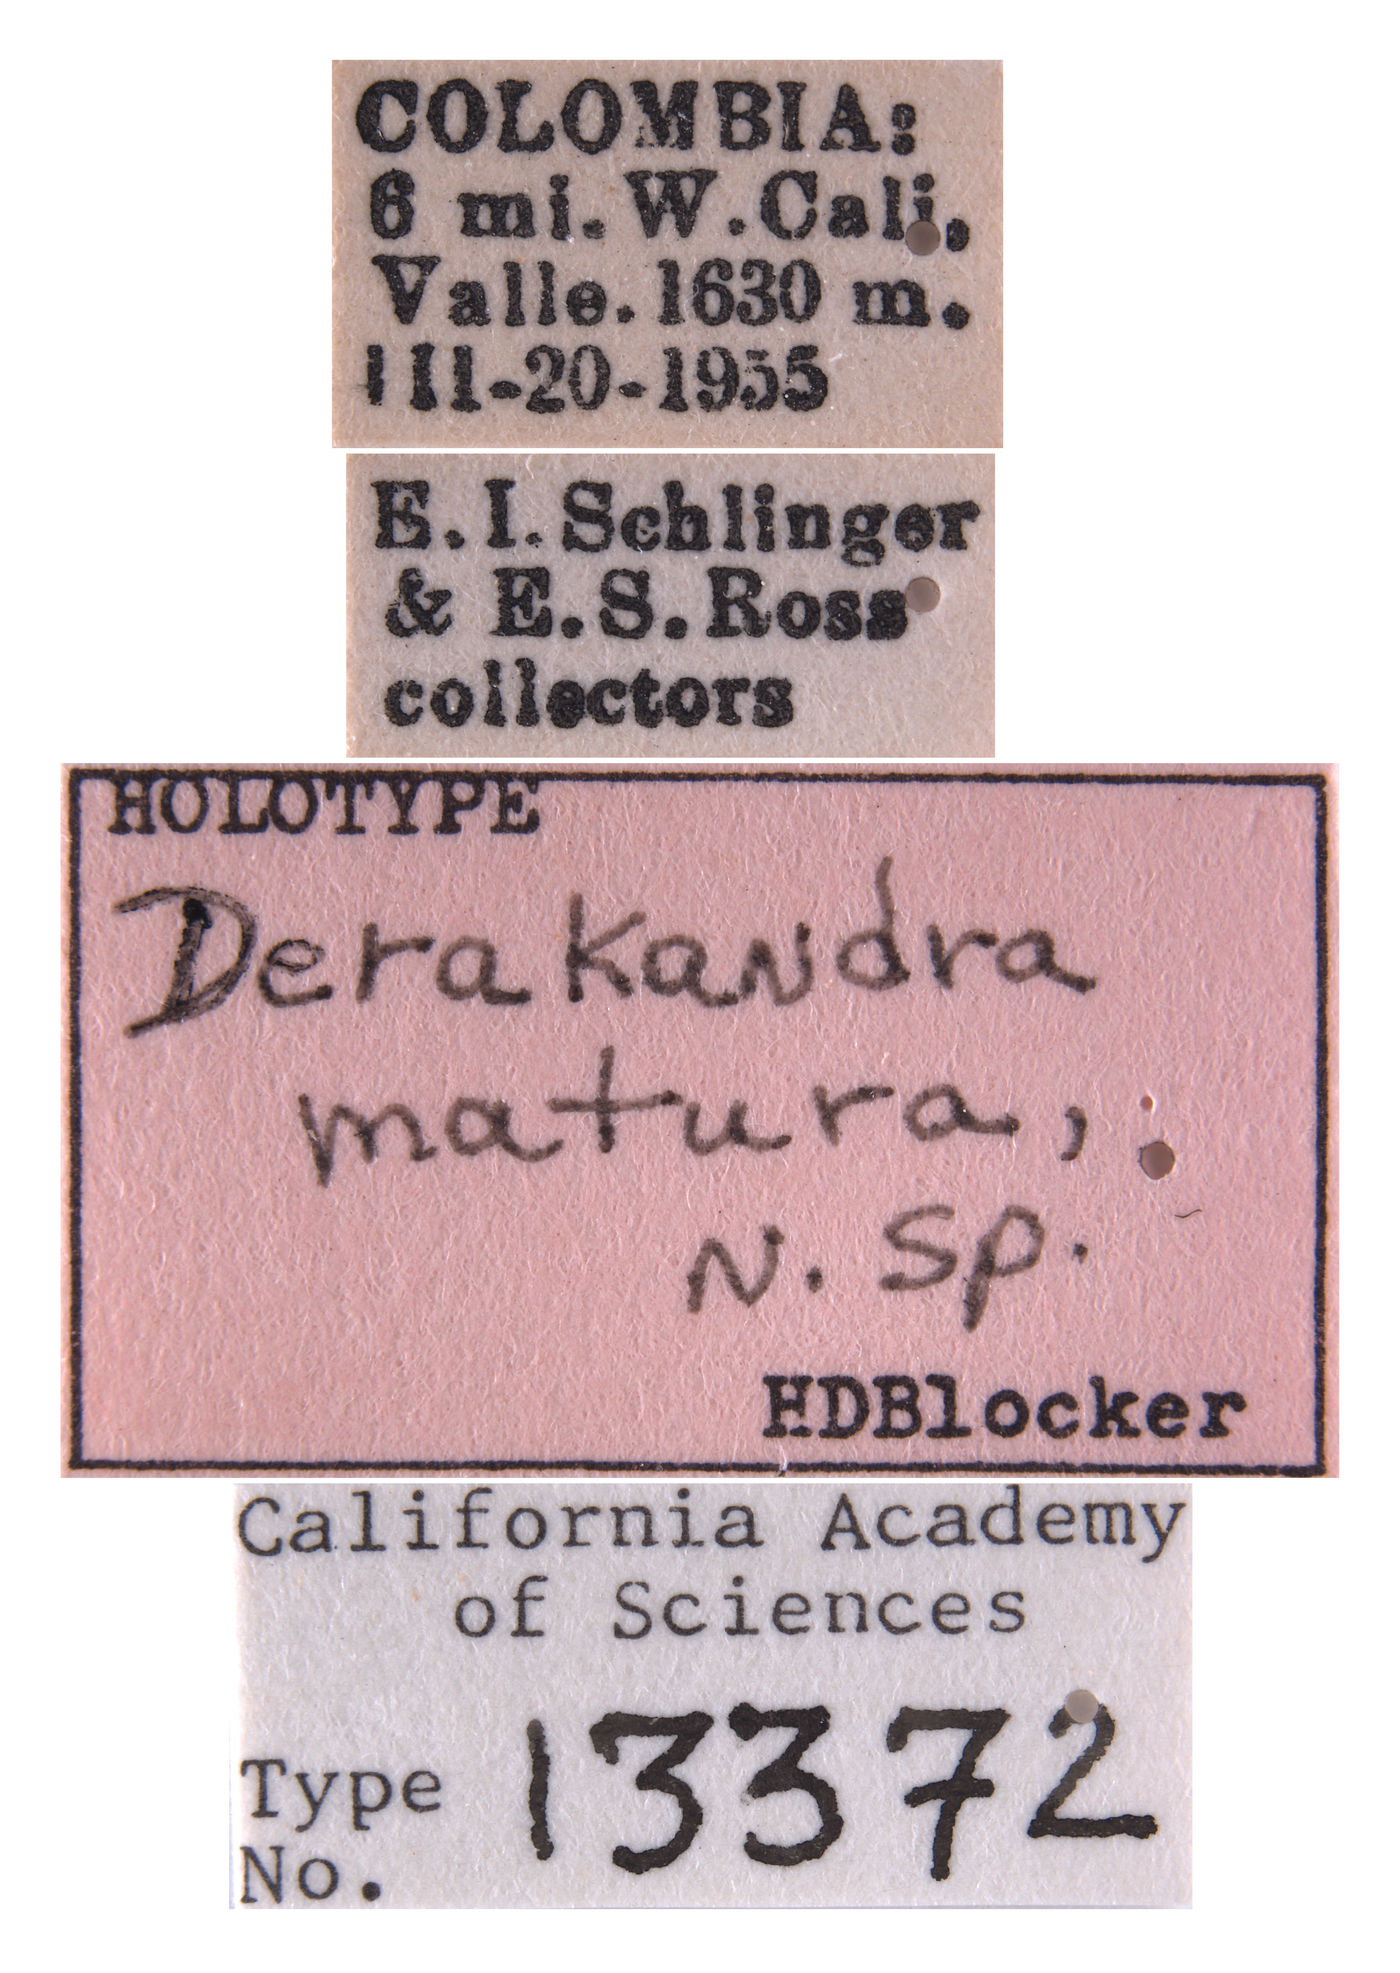 COLOMBIA:
6 mi. W. Cali,
Valle. 1630 m.
III-20-1955
E. I. Schlinger
& E. S. Ross
collectors
HOLOTYPE
Derakandra
matura,
N. sp.
HDBlocker
California Academy
of Sciences
Type
No. 13372